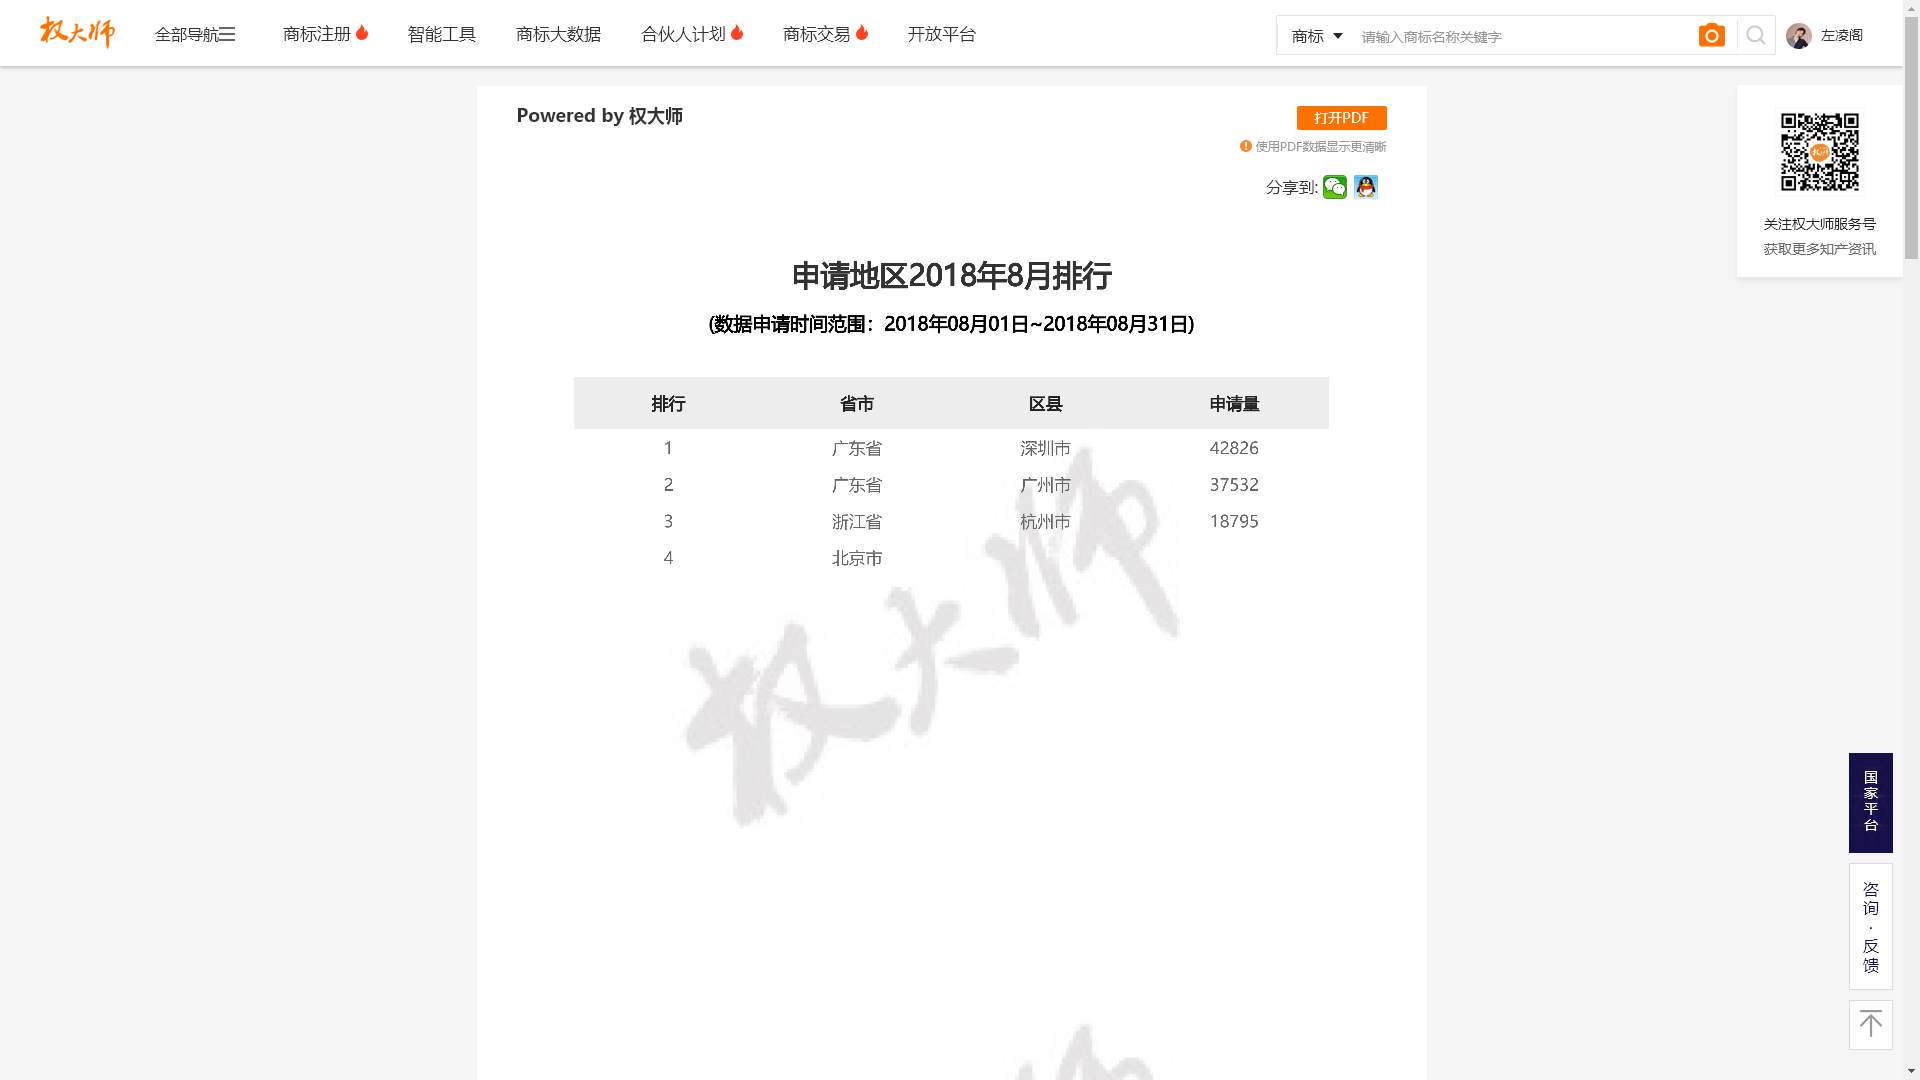 权大师 全部导航 商标注册 智能工具 商标大数据 合伙人计划 商标交易 开放平台 商标 请输入商标名称关键字 左凌阁
Powered by 权大师
打开PDF
使用PDF数据显示更清晰
分享到:
关注权大师服务号
获取更多知产资讯
申请地区2018年8月排行
(数据申请时间范围：2018年08月01日~2018年08月31日)
排行 省市 区县 申请量
1 广东省 深圳市 42826
2 广东省 广州市 37532
3 浙江省 杭州市 18795
4 北京市
权大师
国家平台
咨询·反馈